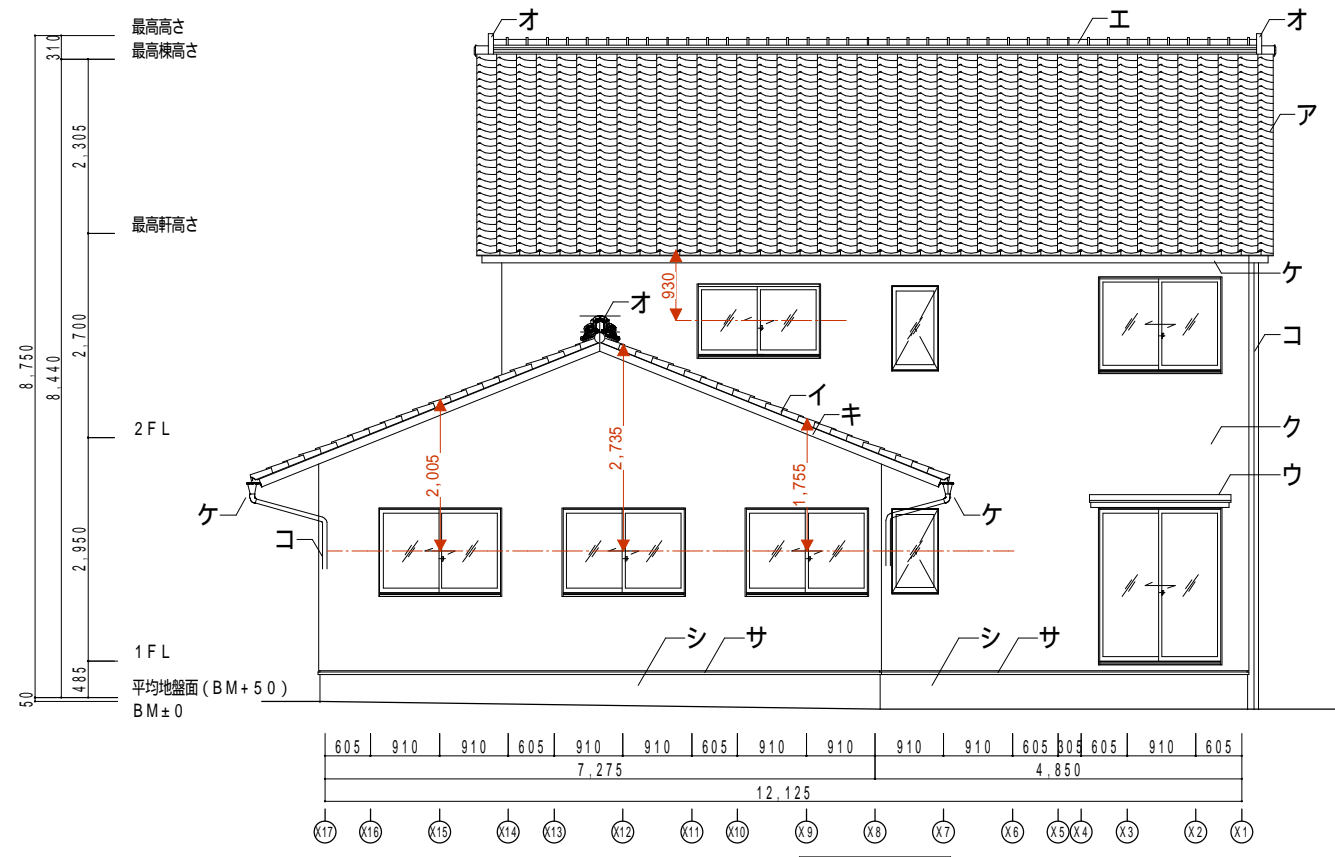 オ
エ
オ
最高高さ
310
最高棟高さ
ア
2,305
最高軒高さ
ケ
930
オ
2,700
コ
8,750
8,440
イ
キ
2FL
2,735
ク
2,005
1,755
ウ
ケ
ケ
コ
2,950
シ サ シ サ
1FL
485
平均地盤面(BM+50)
50
BM±0
605 910 910 605 910 910 605 910 910 910 910 605 305 605 910 605
7,275 4,850
12,125
X17 X16 X15 X14 X13 X12 X11 X10 X9 X8 X7 X6 X5 X4 X3 X2 X1